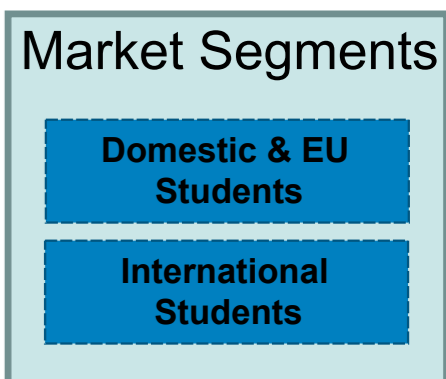 Market Segments
Domestic & EU
Students
International
Students